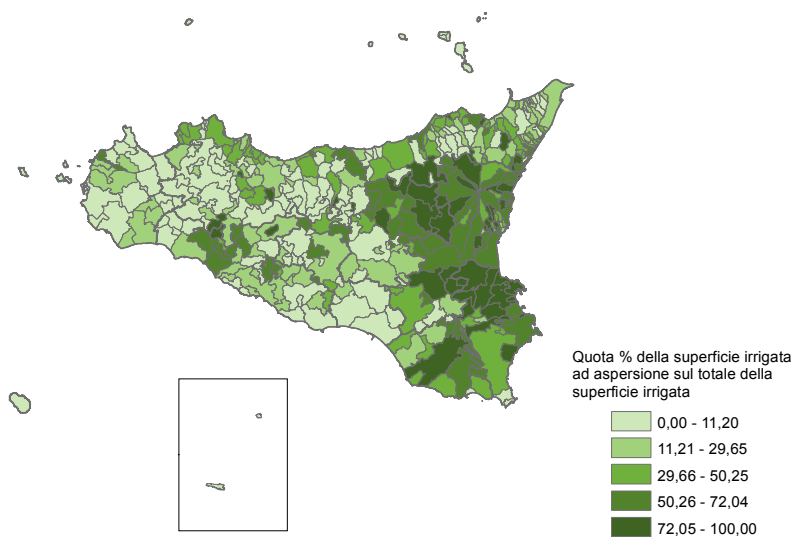 Quota % della superficie irrigata
ad aspersione sul totale della
superficie irrigata
0,00 - 11,20
11,21 - 29,65
29,66 - 50,25
50,26 - 72,04
72,05 - 100,00